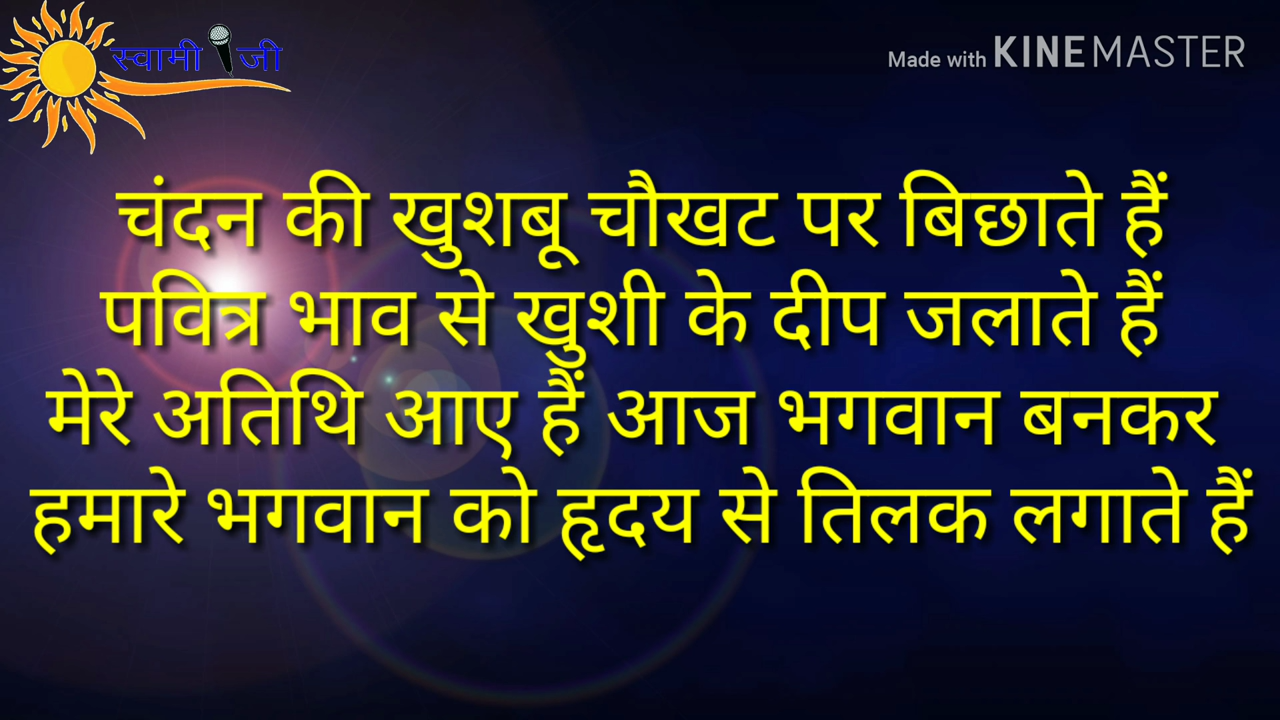 स्वामी जी
Made with KINEMASTER
चंदन की खुशबू चौखट पर बिछाते हैं
पवित्र भाव से खुशी के दीप जलाते हैं
मेरे अतिथि आए हैं आज भगवान बनकर
हमारे भगवान को हृदय से तिलक लगाते हैं